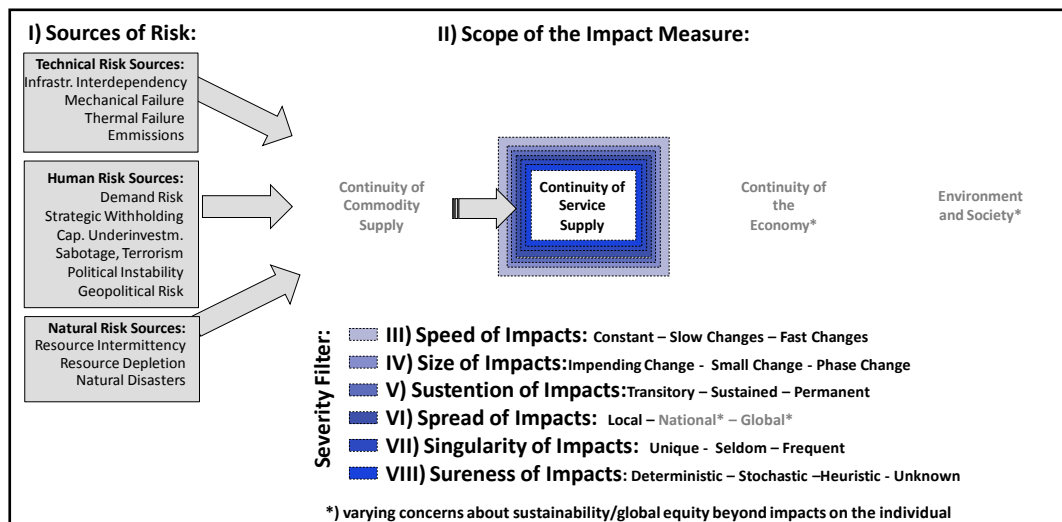 I) Sources of Risk:
II) Scope of the Impact Measure:
Technical Risk Sources:
Infrastr. Interdependency
Mechanical Failure
Thermal Failure
Emmissions
Human Risk Sources:
Demand Risk
Strategic Withholding
Cap. Underinvestm.
Sabotage, Terrorism
Political Instability
Geopolitical Risk
Natural Risk Sources:
Resource Intermittency
Resource Depletion
Natural Disasters
Continuity of
Commodity
Supply
Continuity of
Service
Supply
Continuity of
the
Economy*
Environment
and Society*
Severity Filter:
III) Speed of Impacts: Constant – Slow Changes – Fast Changes
IV) Size of Impacts:Impending Change - Small Change - Phase Change
V) Sustention of Impacts:Transitory – Sustained – Permanent
VI) Spread of Impacts: Local – National* – Global*
VII) Singularity of Impacts: Unique - Seldom – Frequent
VIII) Sureness of Impacts: Deterministic – Stochastic –Heuristic - Unknown
*) varying concerns about sustainability/global equity beyond impacts on the individual